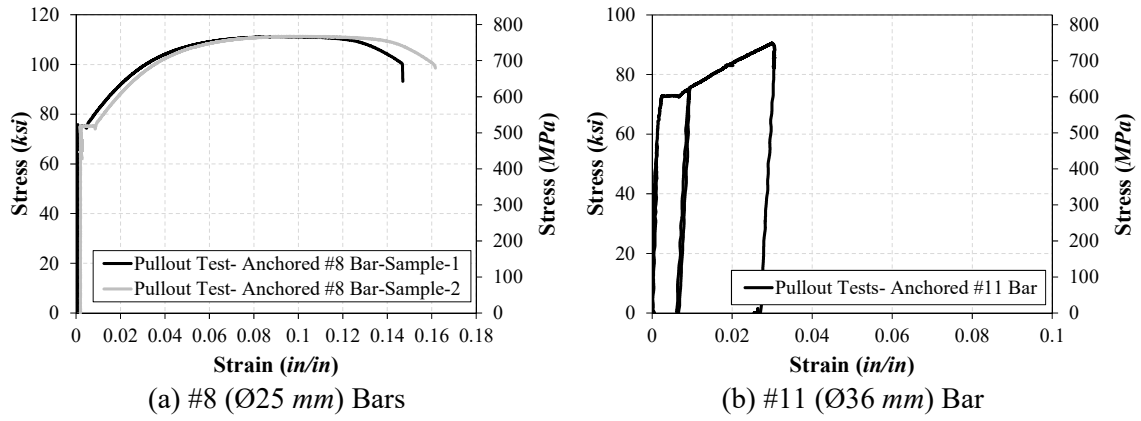 120
100
80
60
40
20
0
Stress (ksi)
800
700
600
500
400
300
200
100
0
Stress (MPa)
Pullout Test- Anchored #8 Bar-Sample-1
Pullout Test- Anchored #8 Bar-Sample-2
0 0.02 0.04 0.06 0.08 0.1 0.12 0.14 0.16 0.18
Strain (in/in)
(a) #8 (Ø25 mm) Bars
100
80
60
40
20
0
Stress (ksi)
800
700
600
500
400
300
200
100
0
Stress (MPa)
Pullout Tests- Anchored #11 Bar
0 0.02 0.04 0.06 0.08 0.1
Strain (in/in)
(b) #11 (Ø36 mm) Bar